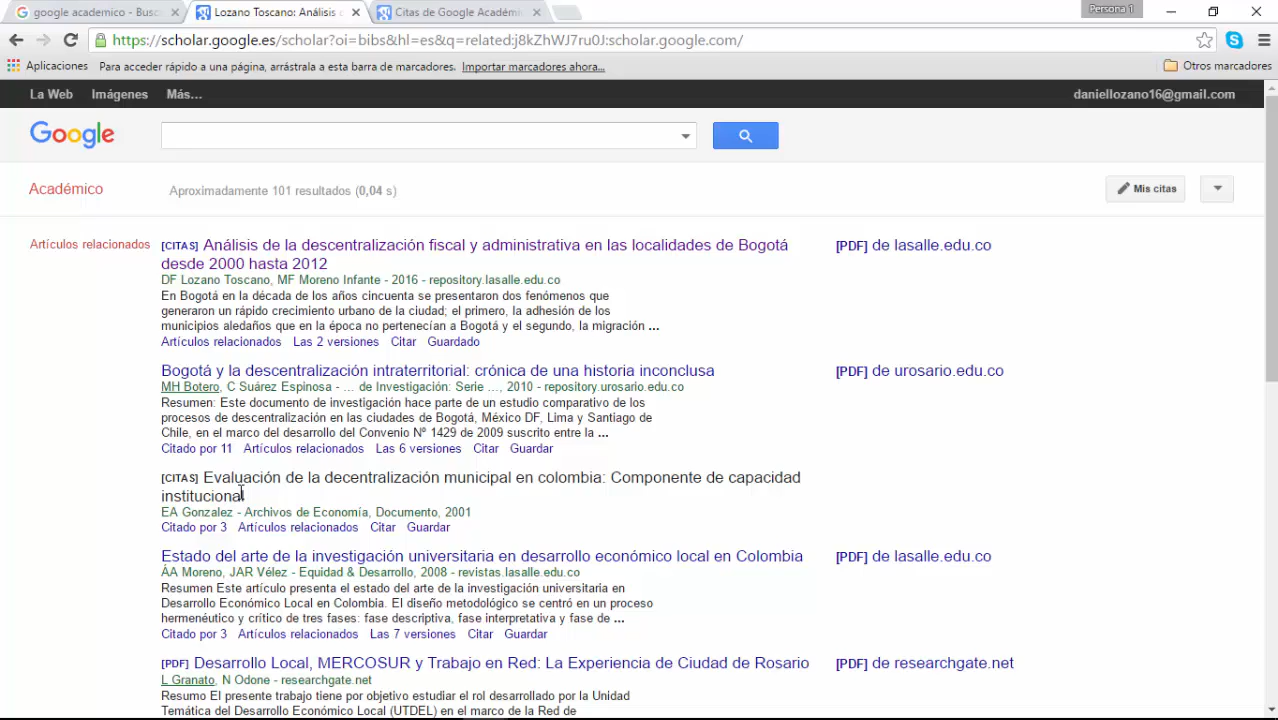 google academico - Busc
Lozano Toscano: Análisis
Citas de Google Académi
Persona 1
https://scholar.google.es/scholar?oi=bibs&hl=es&q=related:j8kZhWJ7ru0J:scholar.google.com/
Aplicaciones Para acceder rápido a una página, arrástrala a esta barra de marcadores. Importar marcadores ahora... Otros marcadores
La Web Imágenes Más... daniellozano16@gmail.com
Google
Académico Aproximadamente 101 resultados (0,04 s) Mis citas
Artículos relacionados
[CITAS] Análisis de la descentralización fiscal y administrativa en las localidades de Bogotá
desde 2000 hasta 2012
[PDF] de lasalle.edu.co
DF Lozano Toscano, MF Moreno Infante - 2016 - repository.lasalle.edu.co
En Bogotá en la década de los años cincuenta se presentaron dos fenómenos que
generaron un rápido crecimiento urbano de la ciudad; el primero, la adhesión de los
municipios aledaños que en la época no pertenecían a Bogotá y el segundo, la migración ...
Artículos relacionados Las 2 versiones Citar Guardado
Bogotá y la descentralización intraterritorial: crónica de una historia inconclusa
[PDF] de urosario.edu.co
MH Botero, C Suárez Espinosa - ... de Investigación: Serie ..., 2010 - repository.urosario.edu.co
Resumen: Este documento de investigación hace parte de un estudio comparativo de los
procesos de descentralización en las ciudades de Bogotá, México DF, Lima y Santiago de
Chile, en el marco del desarrollo del Convenio Nº 1429 de 2009 suscrito entre la ...
Citado por 11 Artículos relacionados Las 6 versiones Citar Guardar
[CITAS] Evaluación de la decentralización municipal en colombia: Componente de capacidad
institucional
EA Gonzalez - Archivos de Economía, Documento, 2001
Citado por 3 Artículos relacionados Citar Guardar
Estado del arte de la investigación universitaria en desarrollo económico local en Colombia
[PDF] de lasalle.edu.co
ÁA Moreno, JAR Vélez - Equidad & Desarrollo, 2008 - revistas.lasalle.edu.co
Resumen Este artículo presenta el estado del arte de la investigación universitaria en
Desarrollo Económico Local en Colombia. El diseño metodológico se centró en un proceso
hermenéutico y crítico de tres fases: fase descriptiva, fase interpretativa y fase de ...
Citado por 3 Artículos relacionados Las 7 versiones Citar Guardar
[PDF] Desarrollo Local, MERCOSUR y Trabajo en Red: La Experiencia de Ciudad de Rosario
[PDF] de researchgate.net
L Granato, N Odone - researchgate.net
Resumo El presente trabajo tiene por objetivo estudiar el rol desarrollado por la Unidad
Temática del Desarrollo Económico Local (UTDEL) en el marco de la Red de